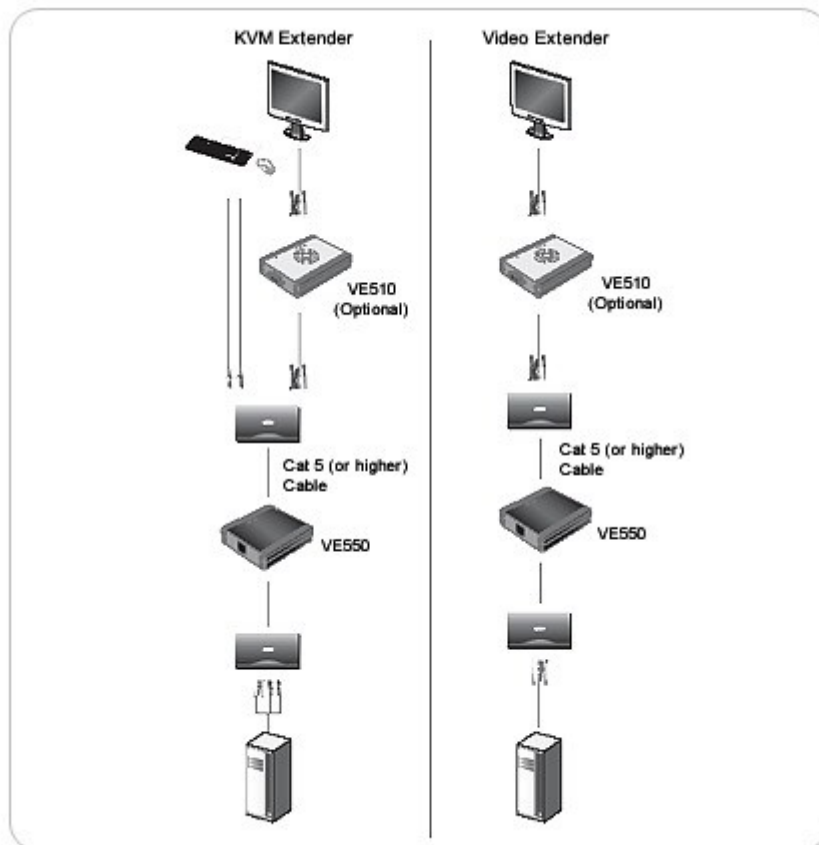 KVM Extender
VE510
(Optional)
Cat 5 (or higher)
Cable
VE550
Video Extender
VE510
(Optional)
Cat 5 (or higher)
Cable
VE550